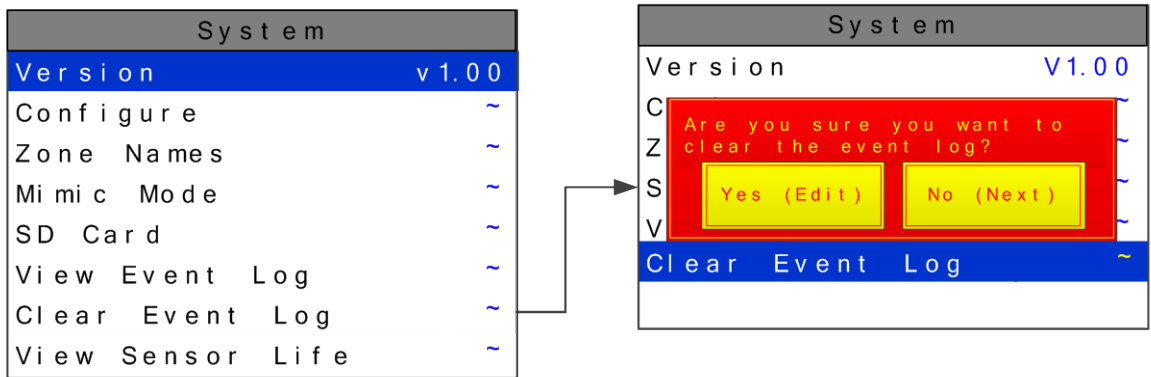 System
Version v1.00
Configure ~
Zone Names ~
Mimic Mode ~
SD Card ~
View Event Log ~
Clear Event Log ~
View Sensor Life ~
System
Version V1.00
C ~
Are you sure you want to
Z clear the event log? ~
S Yes (Edit) No (Next) ~
V ~
Clear Event Log ~